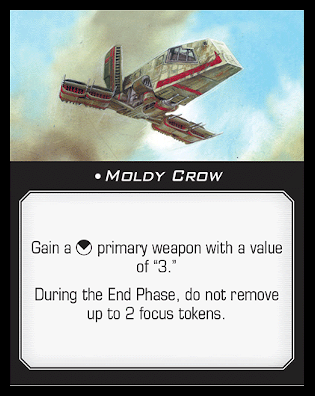 • Moldy Crow
Gain a primary weapon with a value
of “3.”
During the End Phase, do not remove
up to 2 focus tokens.